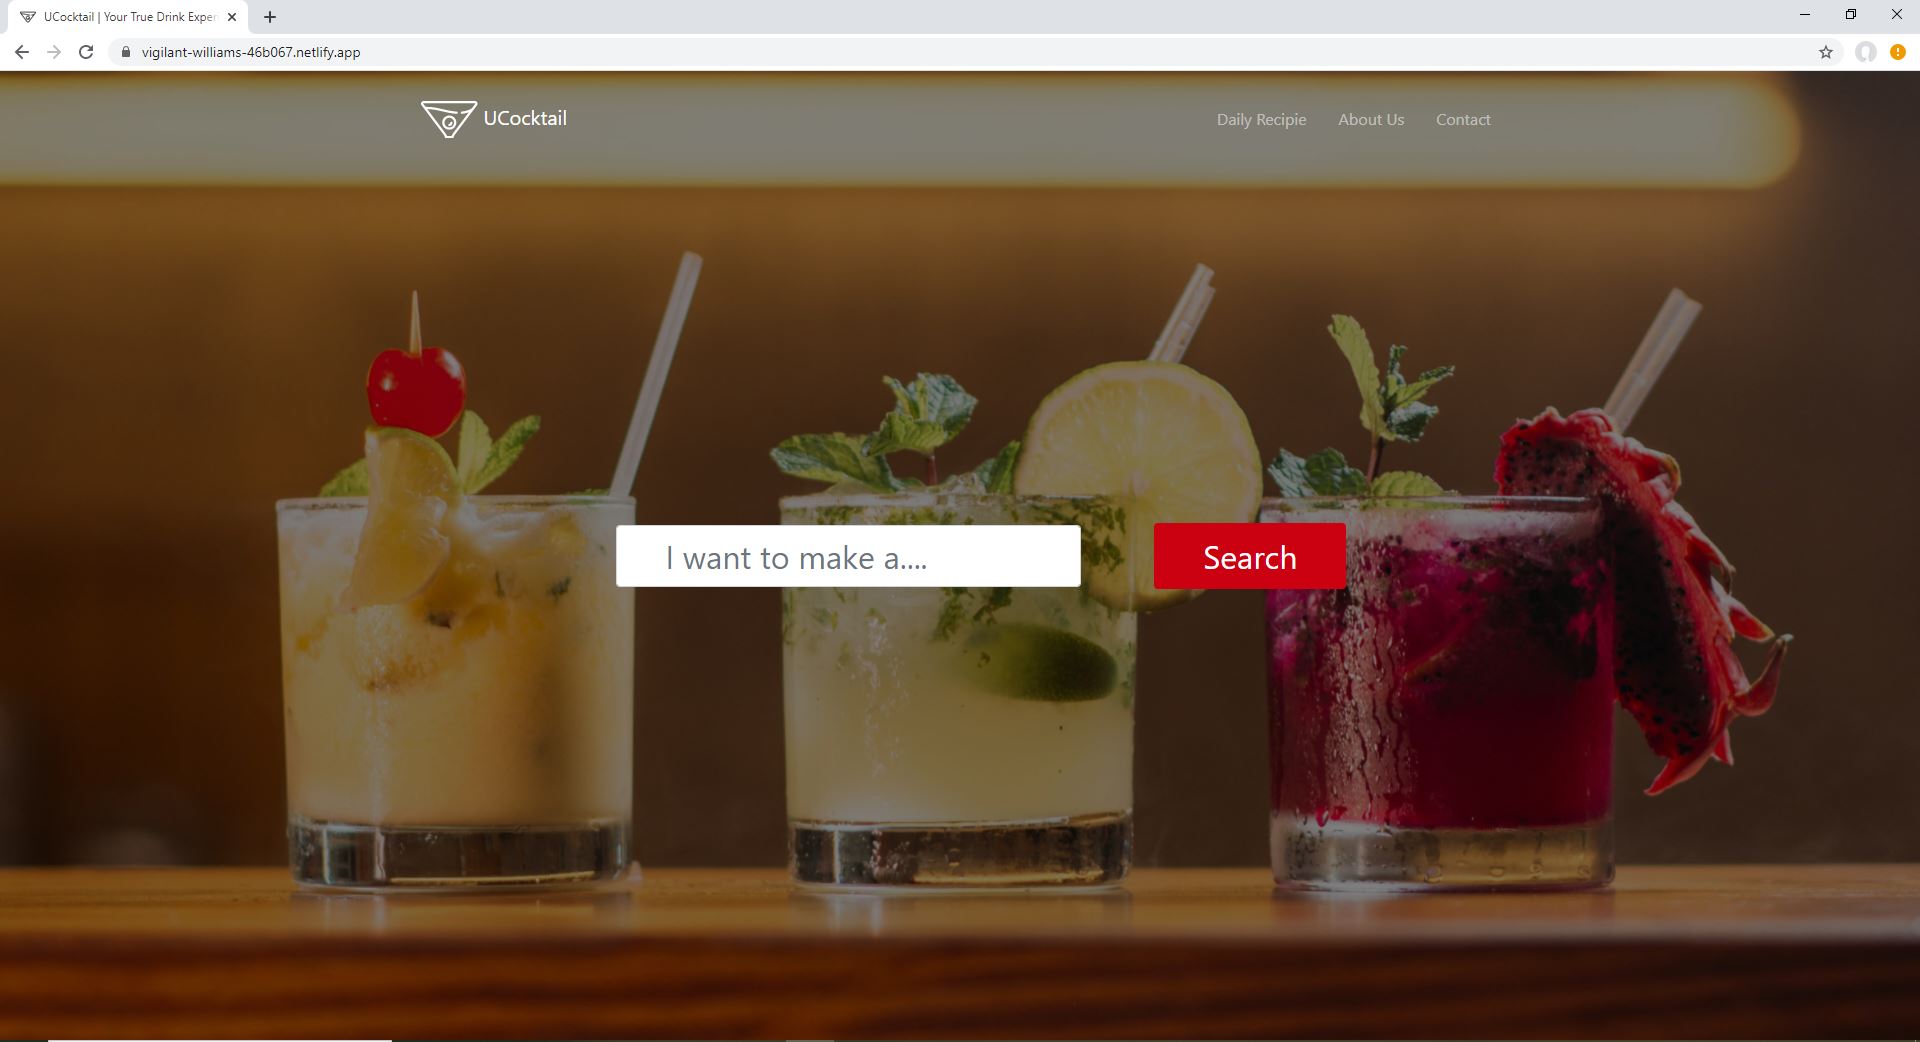 UCocktail | Your True Drink Exper
vigilant-williams-46b067.netlify.app
UCocktail
Daily Recipie
About Us
Contact
I want to make a....
Search